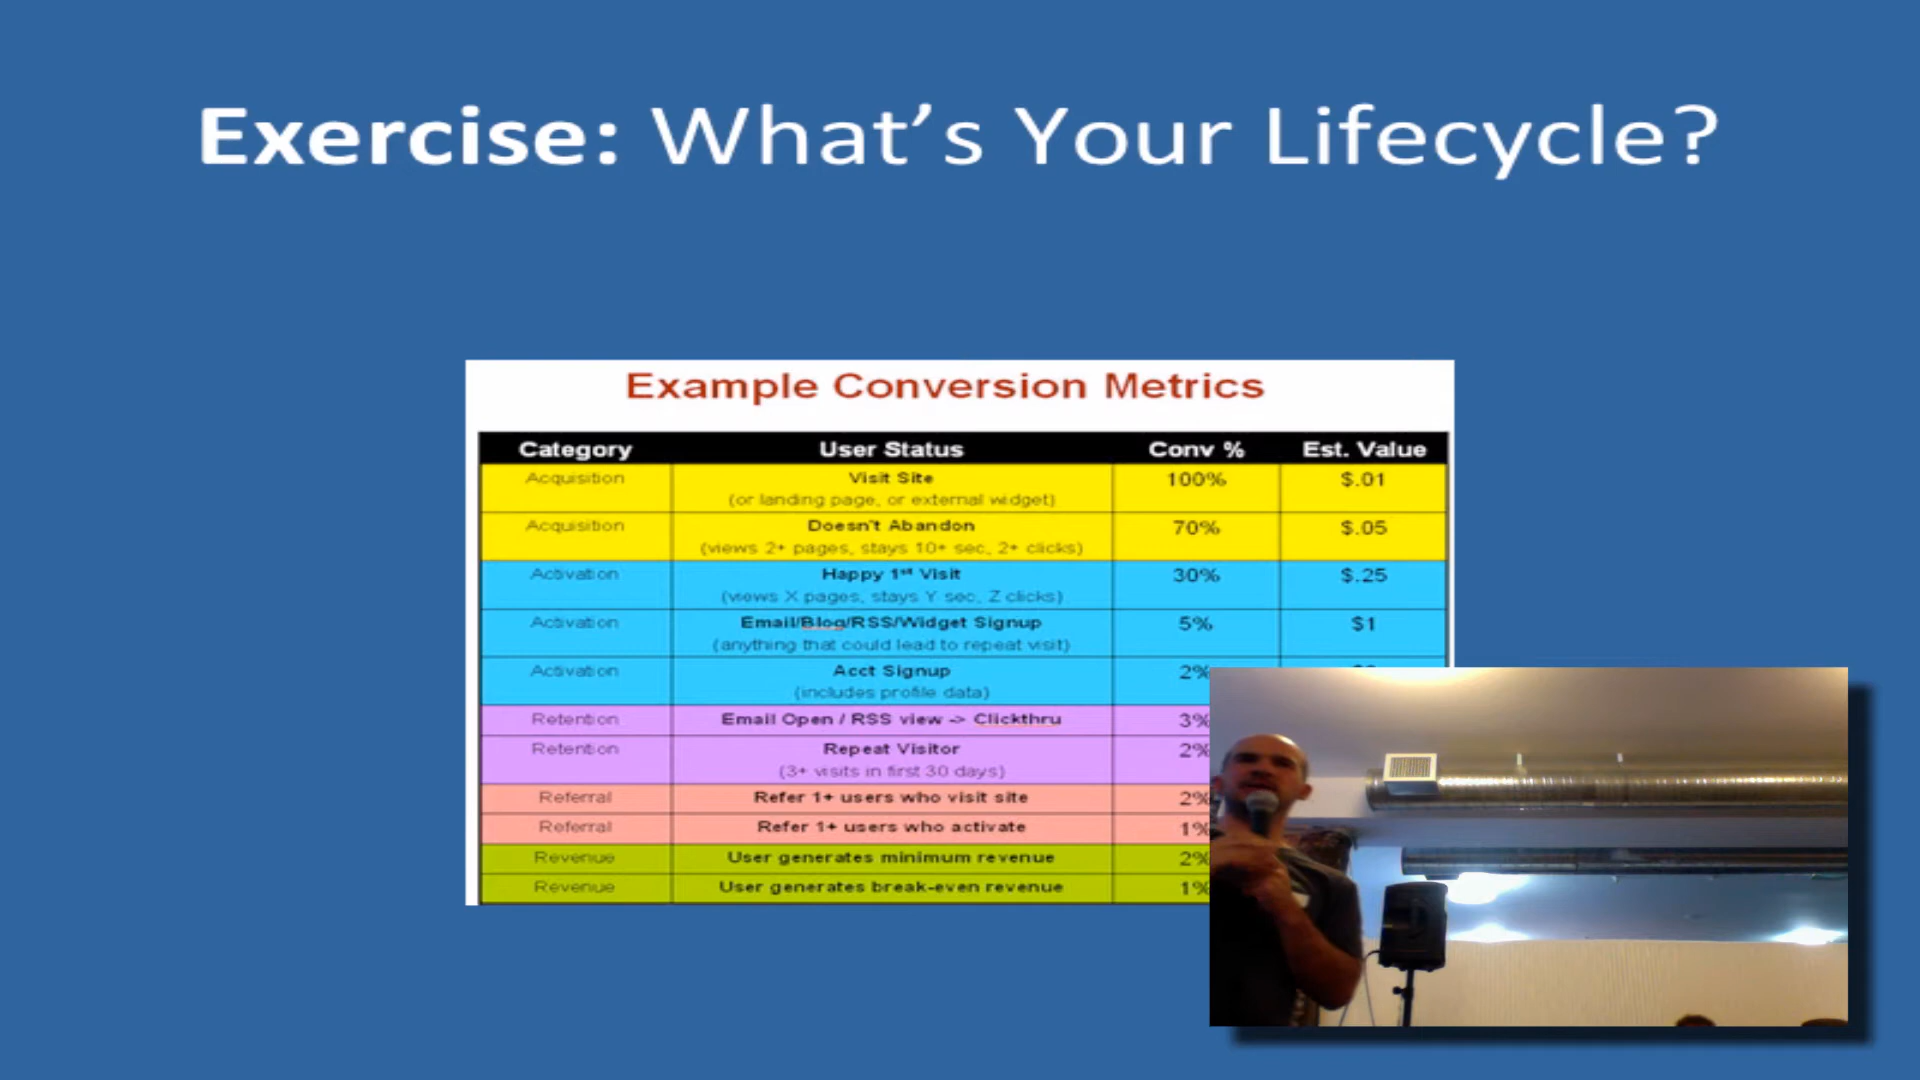 Exercise: What's Your Lifecycle?
Example Conversion Metrics
Category User Status Conv % Est. Value
Acquisition Visit Site 100% $.01
(or landing page, or external widget)
Acquisition Doesn't Abandon 70% $.05
(views 2+ pages, stays 10+ sec, 2+ clicks)
Activation Happy 1st Visit 30% $.25
(views X pages, stays Y sec, Z clicks)
Activation Email/Blog/RSS/Widget Signup 5% $1
(anything that could lead to repeat visit)
Activation Acct Signup 2%
(includes profile data)
Retention Email Open / RSS view -> Clickthru 3%
Retention Repeat Visitor 2%
(3+ visits in first 30 days)
Referral Refer 1+ users who visit site 2%
Referral Refer 1+ users who activate 1%
Revenue User generates minimum revenue 2%
Revenue User generates break-even revenue 1%